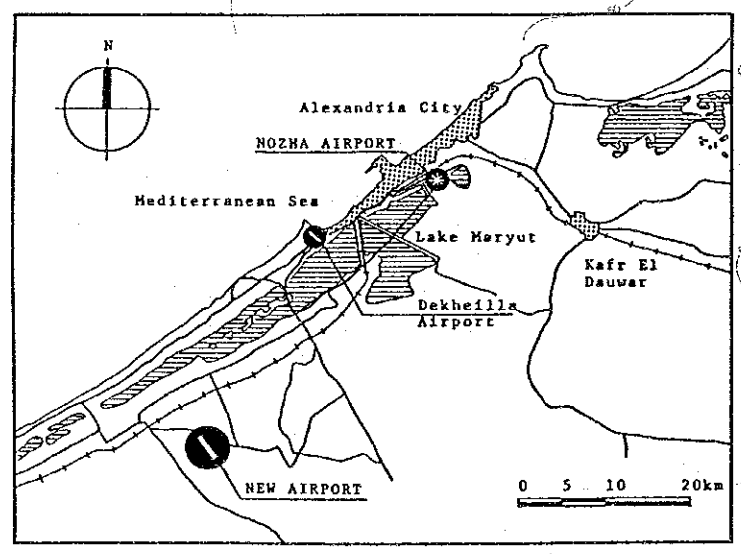 N
Alexandria City
NOZHA AIRPORT
Mediterranean Sea
Lake Maryut
Kafr El
Dauwar
Dekheilla
Airport
NEW AIRPORT
0 5 10 20km